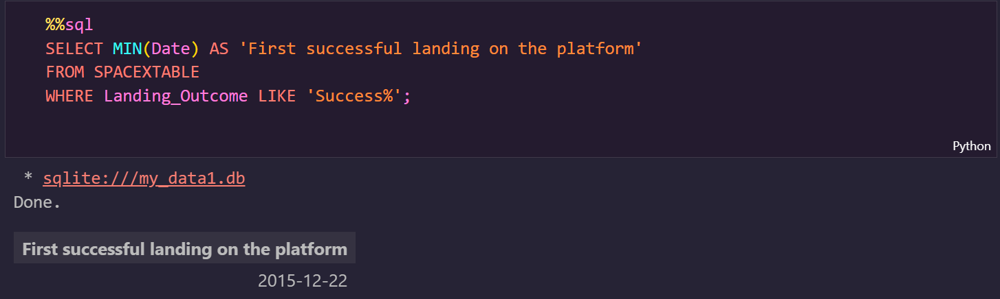 %%sql
SELECT MIN(Date) AS 'First successful landing on the platform'
FROM SPACEXTABLE
WHERE Landing_Outcome LIKE 'Success%';
Python
* sqlite:///my_data1.db
Done.
First successful landing on the platform
2015-12-22